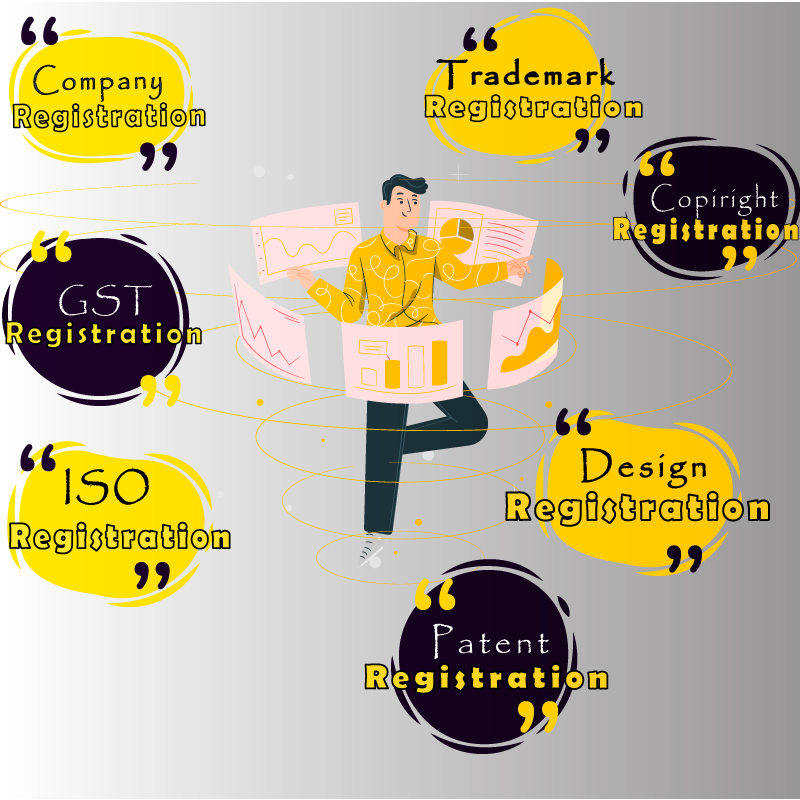 Company
Registration
Trademark
Registration
Copiright
Registration
GST
Registration
ISO
Registration
Design
Registration
Patent
Registration